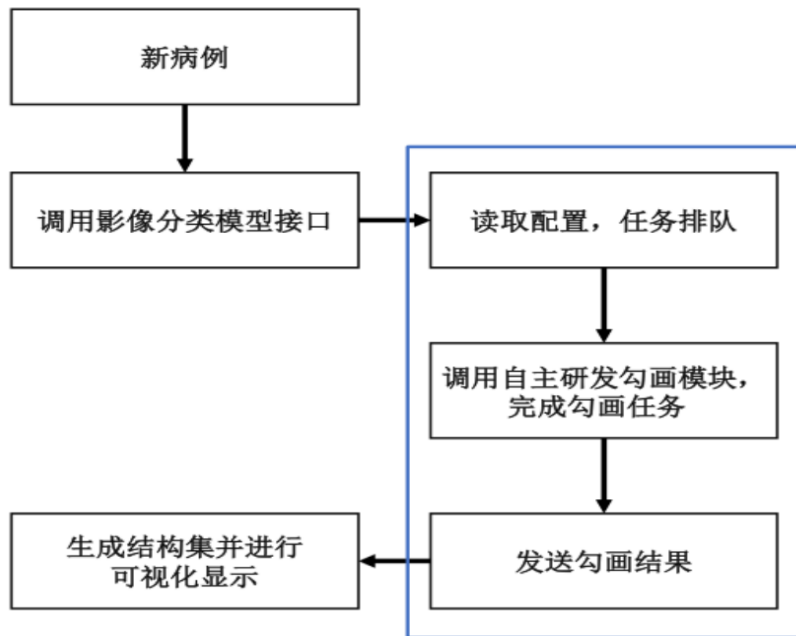 新病例
调用影像分类模型接口
读取配置，任务排队
调用自主研发勾画模块，
完成勾画任务
发送勾画结果
生成结构集并进行
可视化显示